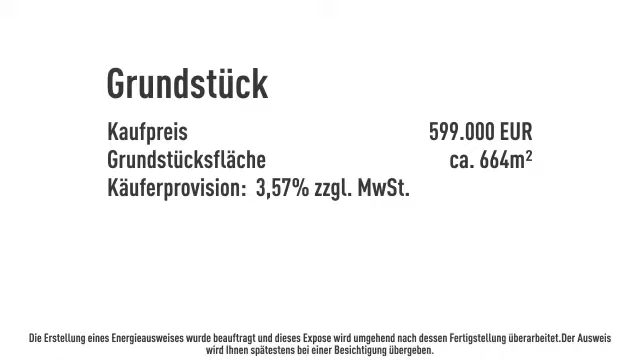 Grundstück
Kaufpreis 599.000 EUR
Grundstücksfläche ca. 664m²
Käuferprovision: 3,57% zzgl. MwSt.
Die Erstellung eines Energieausweises wurde beauftragt und dieses Expose wird umgehend nach dessen Fertigstellung überarbeitet.Der Ausweis
wird Ihnen spätestens bei einer Besichtigung übergeben.